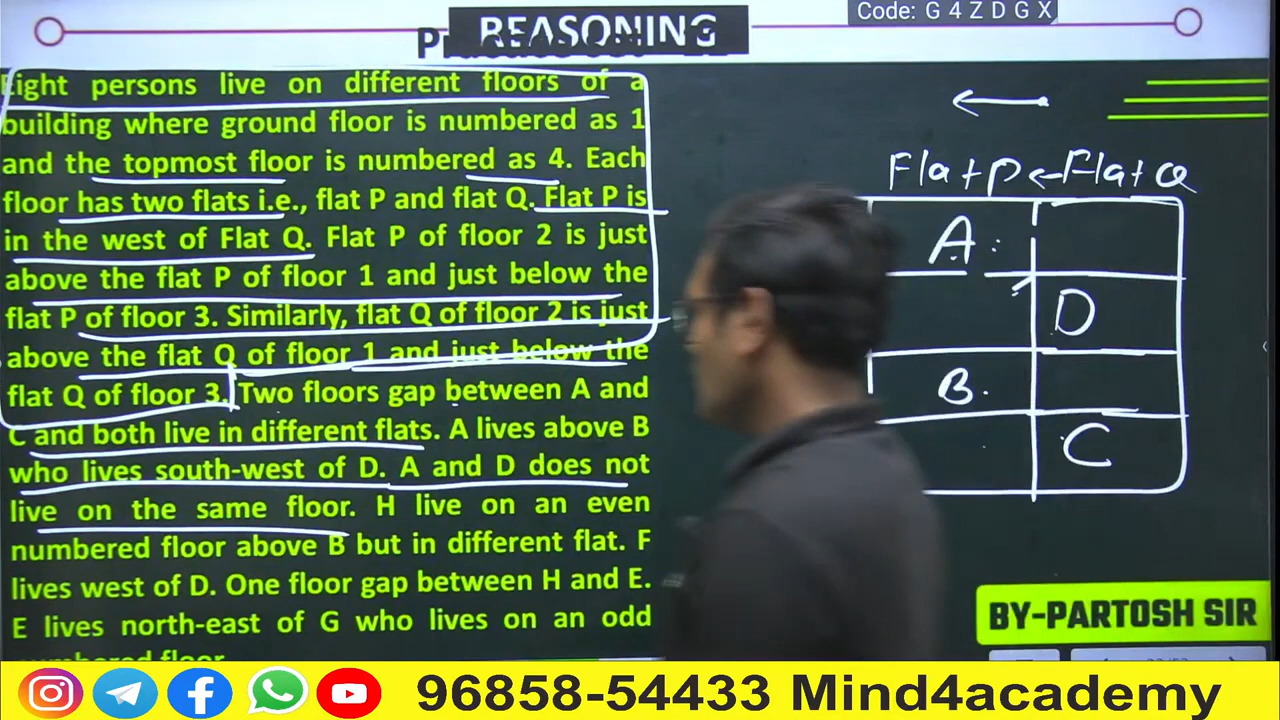 Code: G 4 Z D G X
REASONING
Eight persons live on different floors of a
building where ground floor is numbered as 1
and the topmost floor is numbered as 4. Each
floor has two flats i.e., flat P and flat Q. Flat P is
in the west of Flat Q. Flat P of floor 2 is just
above the flat P of floor 1 and just below the
flat P of floor 3. Similarly, flat Q of floor 2 is just
above the flat Q of floor 1 and just below the
flat Q of floor 3. Two floors gap between A and
C and both live in different flats. A lives above B
who lives south-west of D. A and D does not
live on the same floor. H live on an even
numbered floor above B but in different flat. F
lives west of D. One floor gap between H and E.
E lives north-east of G who lives on an odd
numbered floor.
Flat P ← Flat Q
A
D
B
C
BY-PARTOSH SIR
96858-54433 Mind4academy